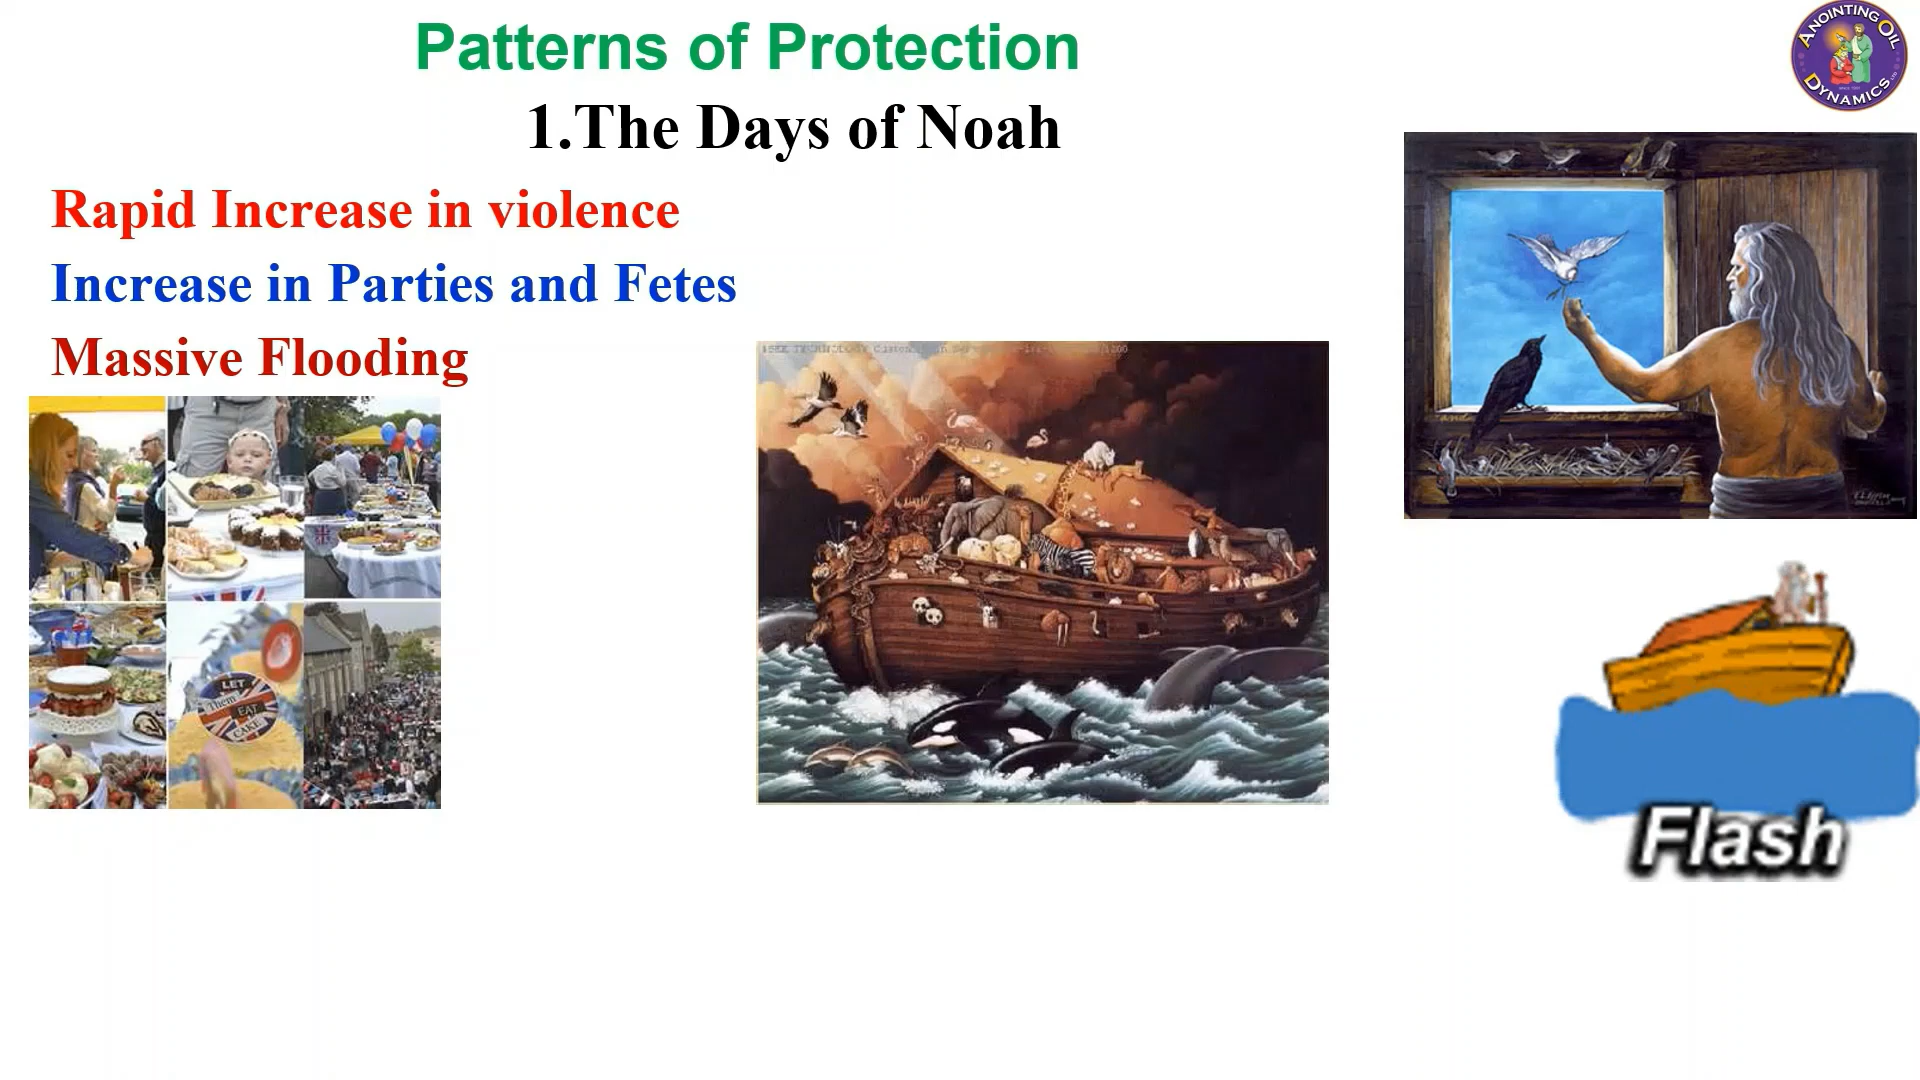 Patterns of Protection
1.The Days of Noah
Rapid Increase in violence
Increase in Parties and Fetes
Massive Flooding
ANOINTING OIL
DYNAMICS
LET
Them
EAT
CAKE
Flash